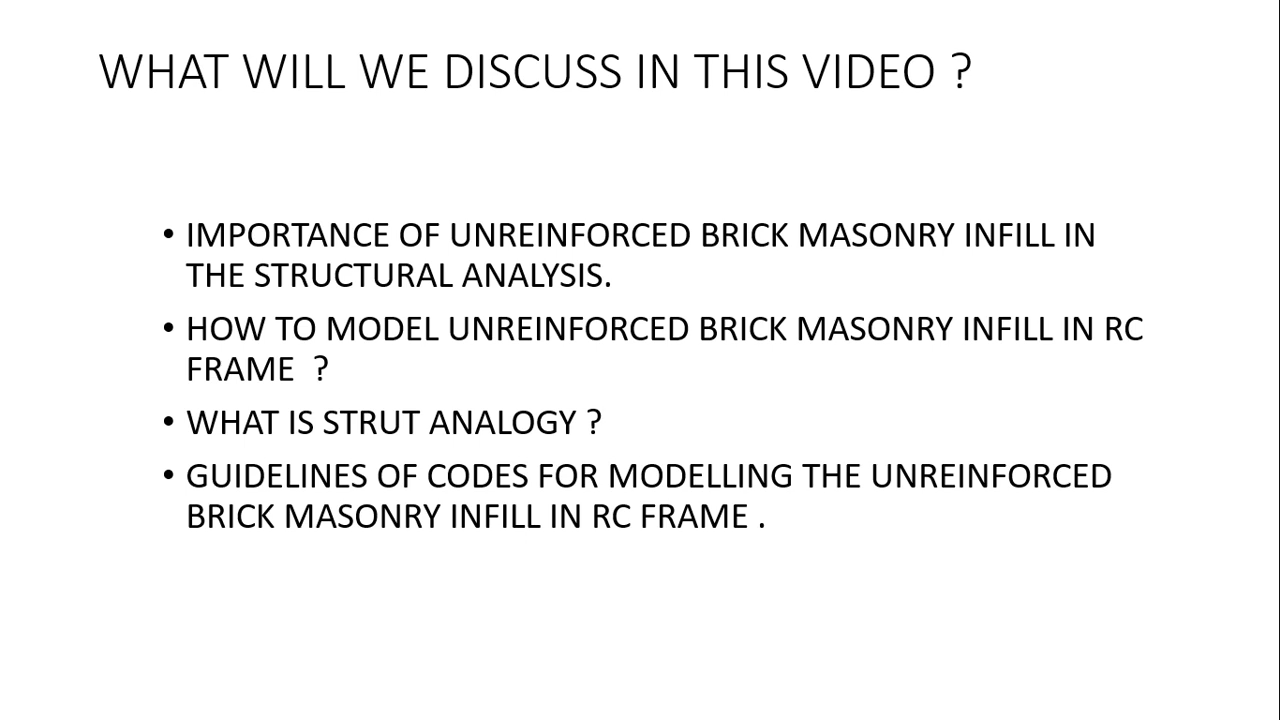 WHAT WILL WE DISCUSS IN THIS VIDEO ?
• IMPORTANCE OF UNREINFORCED BRICK MASONRY INFILL IN
THE STRUCTURAL ANALYSIS.
• HOW TO MODEL UNREINFORCED BRICK MASONRY INFILL IN RC
FRAME ?
• WHAT IS STRUT ANALOGY ?
• GUIDELINES OF CODES FOR MODELLING THE UNREINFORCED
BRICK MASONRY INFILL IN RC FRAME .